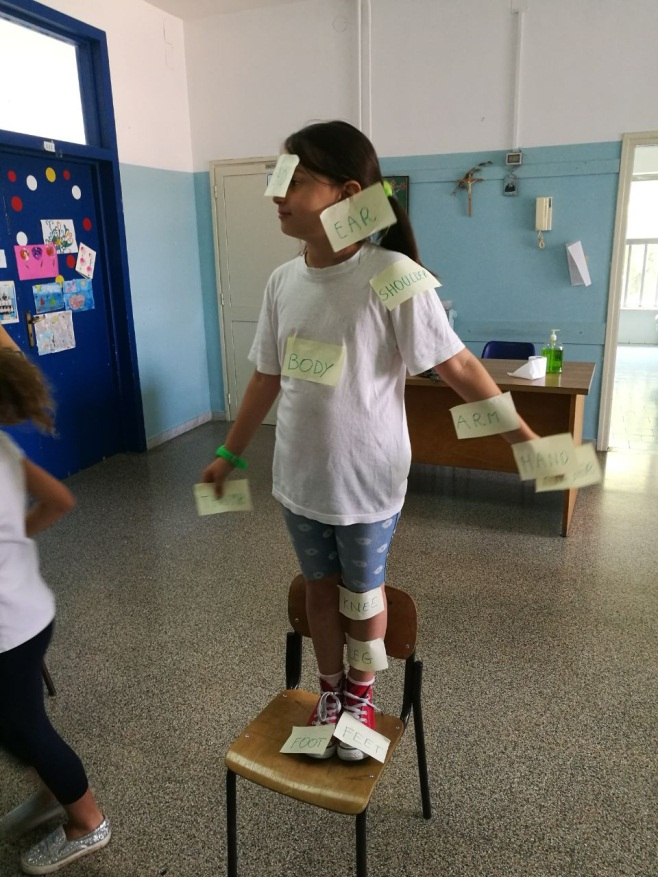 EAR
SHOULDER
BODY
ARM
HAND
KNEE
LEG
FOOT
FEET